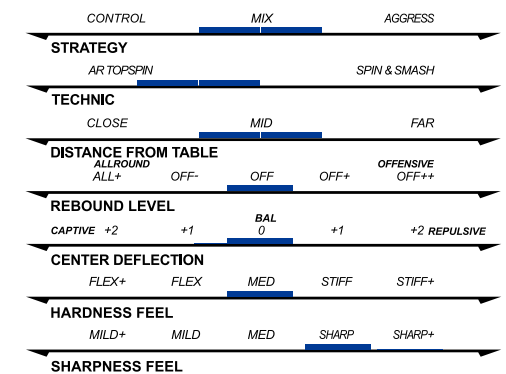 CONTROL MIX AGGRESS
STRATEGY
AR TOPSPIN SPIN & SMASH
TECHNIC
CLOSE MID FAR
DISTANCE FROM TABLE
ALLROUND OFFENSIVE
ALL+ OFF- OFF OFF+ OFF++
REBOUND LEVEL
BAL
CAPTIVE +2 +1 0 +1 +2 REPULSIVE
CENTER DEFLECTION
FLEX+ FLEX MED STIFF STIFF+
HARDNESS FEEL
MILD+ MILD MED SHARP SHARP+
SHARPNESS FEEL